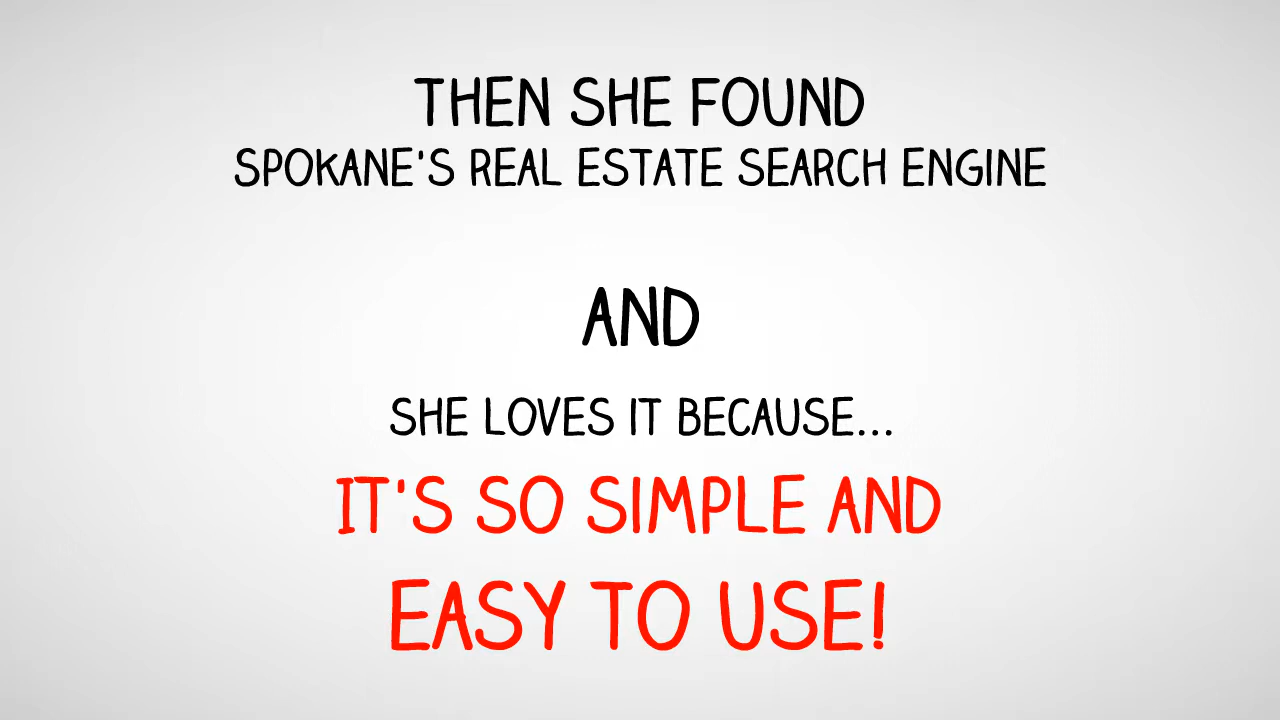 THEN SHE FOUND
SPOKANE'S REAL ESTATE SEARCH ENGINE
AND
SHE LOVES IT BECAUSE...
IT'S SO SIMPLE AND
EASY TO USE!